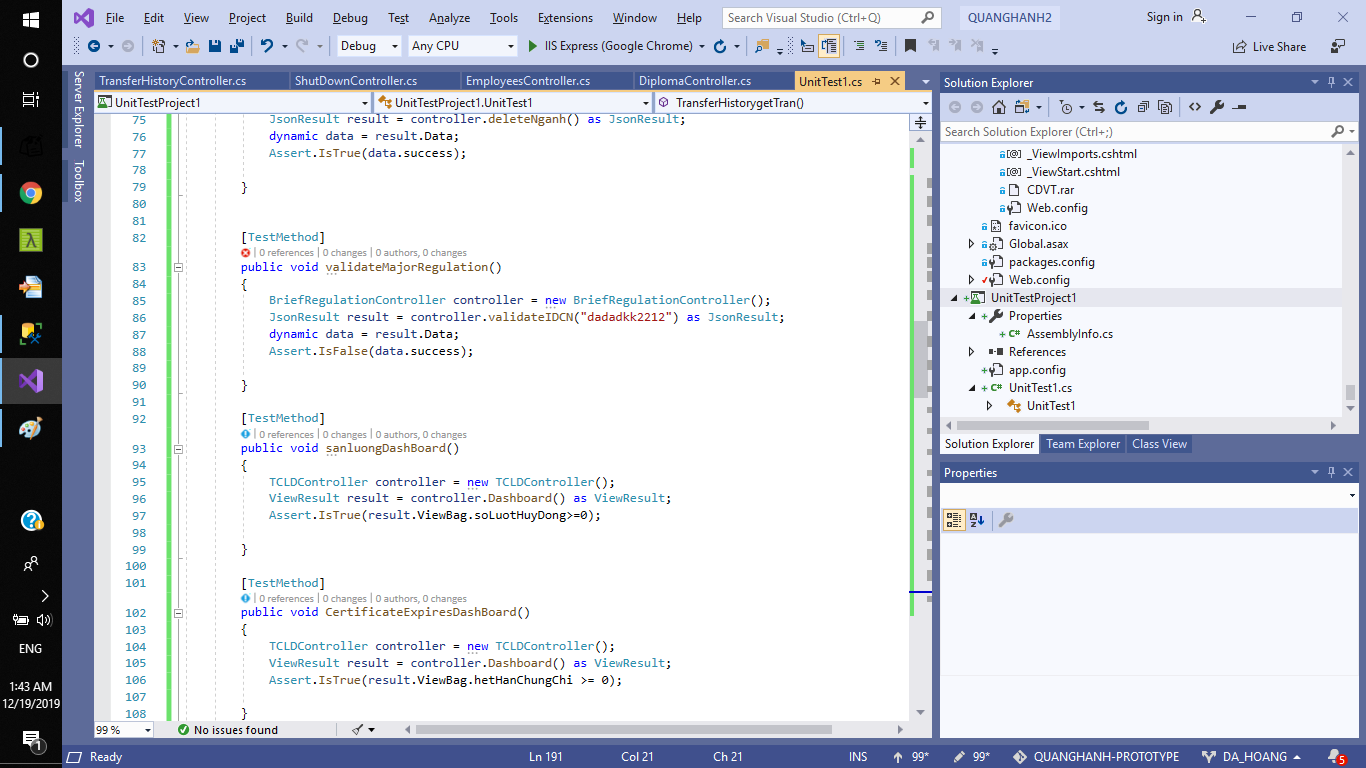 File Edit View Project Build Debug Test Analyze Tools Extensions Window Help Search Visual Studio (Ctrl+Q) QUANGHANH2 Sign in
Debug Any CPU IIS Express (Google Chrome) Live Share
Server Explorer
Toolbox
TransferHistoryController.cs ShutDownController.cs EmployeesController.cs DiplomaController.cs UnitTest1.cs
UnitTestProject1 UnitTestProject1.UnitTest1 TransferHistorygetTran()
75 JsonResult result = controller.deleteNganh() as JsonResult;
76 dynamic data = result.Data;
77 Assert.IsTrue(data.success);
78
79 }
80
81
82 [TestMethod]
0 references | 0 changes | 0 authors, 0 changes
83 public void validateMajorRegulation()
84 {
85 BriefRegulationController controller = new BriefRegulationController();
86 JsonResult result = controller.validateIDCN("dadadkk2212") as JsonResult;
87 dynamic data = result.Data;
88 Assert.IsFalse(data.success);
89
90 }
91
92 [TestMethod]
0 references | 0 changes | 0 authors, 0 changes
93 public void sanluongDashBoard()
94 {
95 TCLDController controller = new TCLDController();
96 ViewResult result = controller.Dashboard() as ViewResult;
97 Assert.IsTrue(result.ViewBag.soLuotHuyDong>=0);
98
99 }
100
101 [TestMethod]
0 references | 0 changes | 0 authors, 0 changes
102 public void CertificateExpiresDashBoard()
103 {
104 TCLDController controller = new TCLDController();
105 ViewResult result = controller.Dashboard() as ViewResult;
106 Assert.IsTrue(result.ViewBag.hetHanChungChi >= 0);
107
108 }
99 % No issues found
Solution Explorer
Search Solution Explorer (Ctrl+;)
_ViewImports.cshtml
_ViewStart.cshtml
CDVT.rar
Web.config
favicon.ico
Global.asax
packages.config
Web.config
UnitTestProject1
Properties
AssemblyInfo.cs
References
app.config
UnitTest1.cs
UnitTest1
Solution Explorer Team Explorer Class View
Properties
ENG
1:43 AM
12/19/2019
1
Ready Ln 191 Col 21 Ch 21 INS 99* 99* QUANGHANH-PROTOTYPE DA_HOANG 5